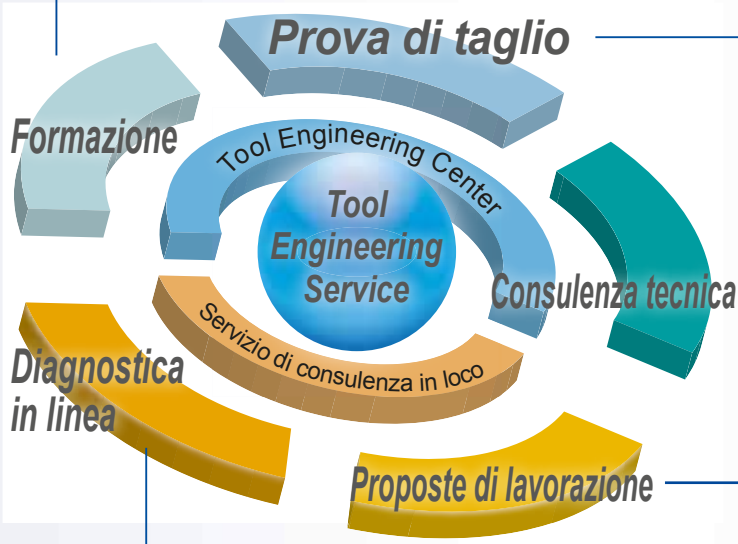 Prova di taglio
Formazione
Tool Engineering Center
Tool
Engineering
Service
Consulenza tecnica
Servizio di consulenza in loco
Diagnostica
in linea
Proposte di lavorazione